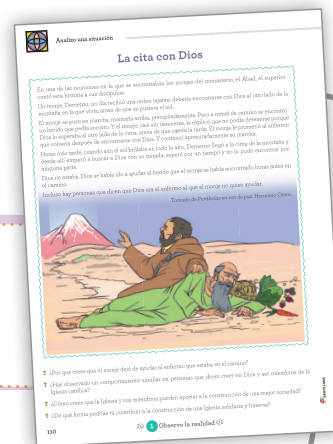 Analizo una situación
La cita con Dios
En una de las reuniones en la que se encontraban los monjes del monasterio, el Abad, el superior
contó esta historia a sus discípulos:
Un monje, Demetrio, un día recibió una orden tajante: debería encontrarse con Dios al otro lado de la
montaña en la que vivía, antes de que se pusiera el sol.
El monje se puso en marcha, montaña arriba, precipitadamente. Pero a mitad de camino se encontró
un herido que pedía socorro. Y el monje, casi sin detenerse, le explicó que no podía detenerse porque
Dios lo esperaba al otro lado de la cima, antes de que cayera la tarde. El monje le prometió al enfermo
que volvería después de encontrarse con Dios. Y continuó apresuradamente su marcha.
Horas más tarde, cuando aún el sol brillaba en todo lo alto, Demetrio llegó a la cima de la montaña y
desde allí empezó a buscar a Dios con su mirada, esperó por un tiempo y no lo pudo encontrar por
ninguna parte.
Dios no estaba. Dios se había ido a ayudar al herido que el monje se había encontrado horas antes en
el camino.
Incluso hay personas que dicen que Dios era el enfermo al que el monje no quiso ayudar.
Tomado de Parábolas en son de paz. Herminio Otero.
¿Por qué crees que el monje dejó de ayudar al enfermo que estaba en el camino?
¿Has observado un comportamiento similar en personas que dicen creer en Dios y ser miembros de la
Iglesia católica?
¿Cómo crees que la Iglesia y sus miembros pueden aportar a la construcción de una mejor sociedad?
¿De qué forma podrías tú contribuir a la construcción de una Iglesia solidaria y fraterna?
110
1 Observo la realidad
SANTILLANA